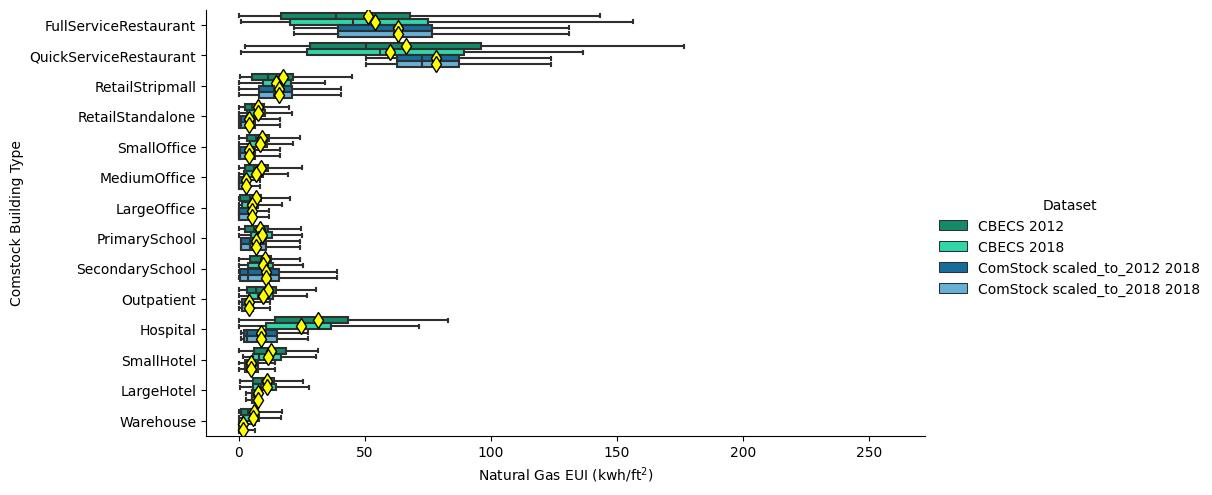 FullServiceRestaurant
QuickServiceRestaurant
RetailStripmall
RetailStandalone
SmallOffice
MediumOffice
LargeOffice
PrimarySchool
SecondarySchool
Outpatient
Hospital
SmallHotel
LargeHotel
Warehouse
Comstock Building Type
0 50 100 150 200 250
Natural Gas EUI (kwh/ft²)
Dataset
CBECS 2012
CBECS 2018
ComStock scaled_to_2012 2018
ComStock scaled_to_2018 2018